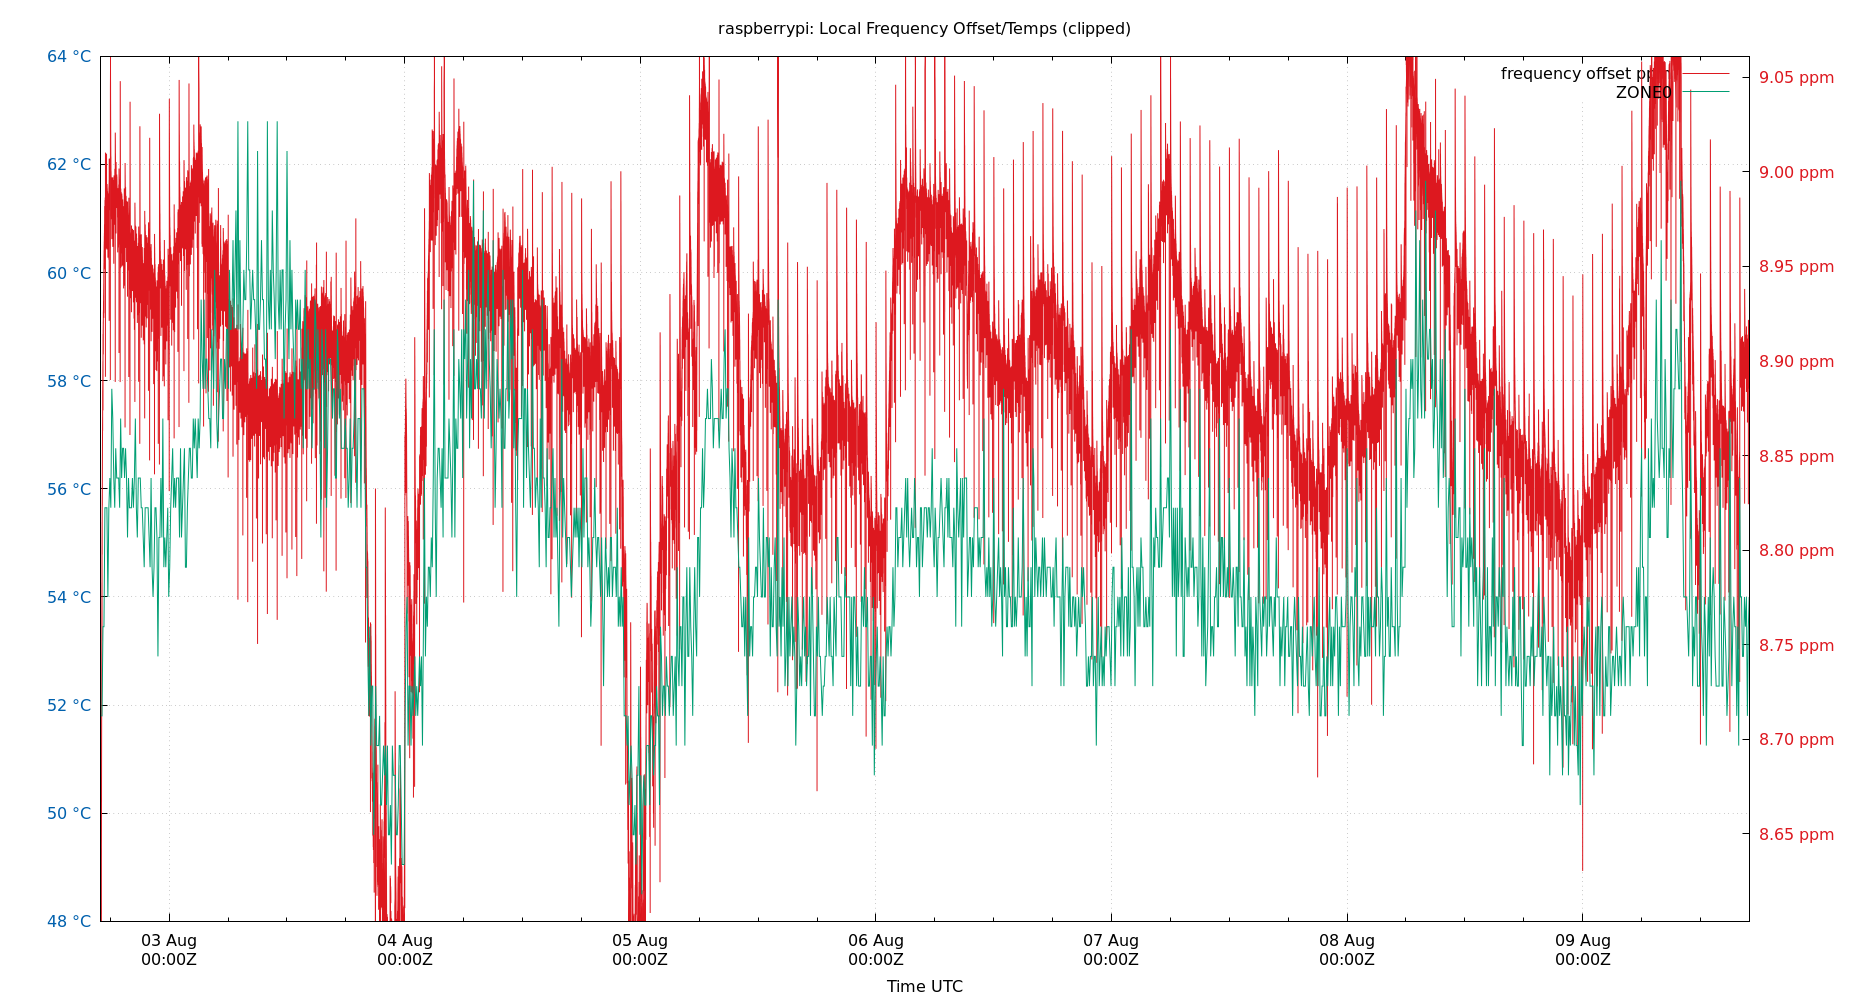 raspberrypi: Local Frequency Offset/Temps (clipped)
64 °C
62 °C
60 °C
58 °C
56 °C
54 °C
52 °C
50 °C
48 °C
frequency offset ppm
ZONE0
9.05 ppm
9.00 ppm
8.95 ppm
8.90 ppm
8.85 ppm
8.80 ppm
8.75 ppm
8.70 ppm
8.65 ppm
03 Aug
00:00Z
04 Aug
00:00Z
05 Aug
00:00Z
06 Aug
00:00Z
07 Aug
00:00Z
08 Aug
00:00Z
09 Aug
00:00Z
Time UTC